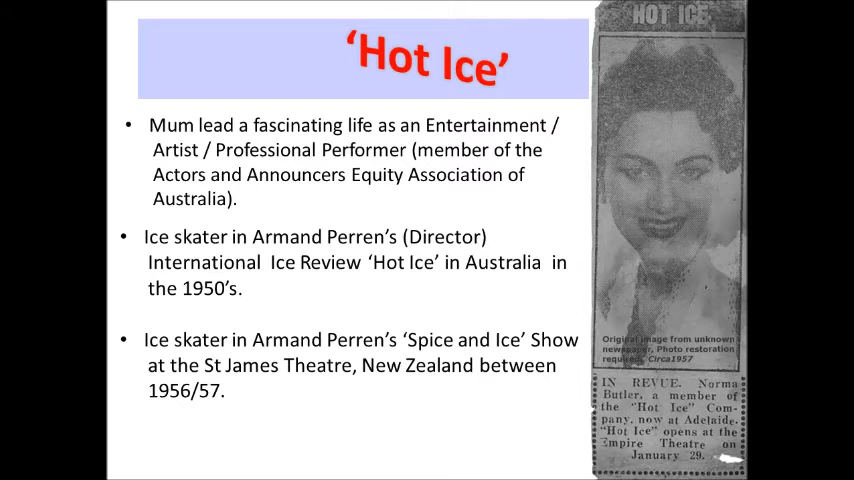 ‘Hot Ice’
• Mum lead a fascinating life as an Entertainment /
Artist / Professional Performer (member of the
Actors and Announcers Equity Association of
Australia).
• Ice skater in Armand Perren’s (Director)
International Ice Review ‘Hot Ice’ in Australia in
the 1950’s.
• Ice skater in Armand Perren’s ‘Spice and Ice’ Show
at the St James Theatre, New Zealand between
1956/57.
HOT ICE
Original image from unknown
newspaper, Photo restoration
required. Circa1957
IN REVUE. Norma
Butler, a member of
the "Hot Ice" Com-
pany, now at Adelaide.
"Hot Ice" opens at the
Empire Theatre on
January 29.